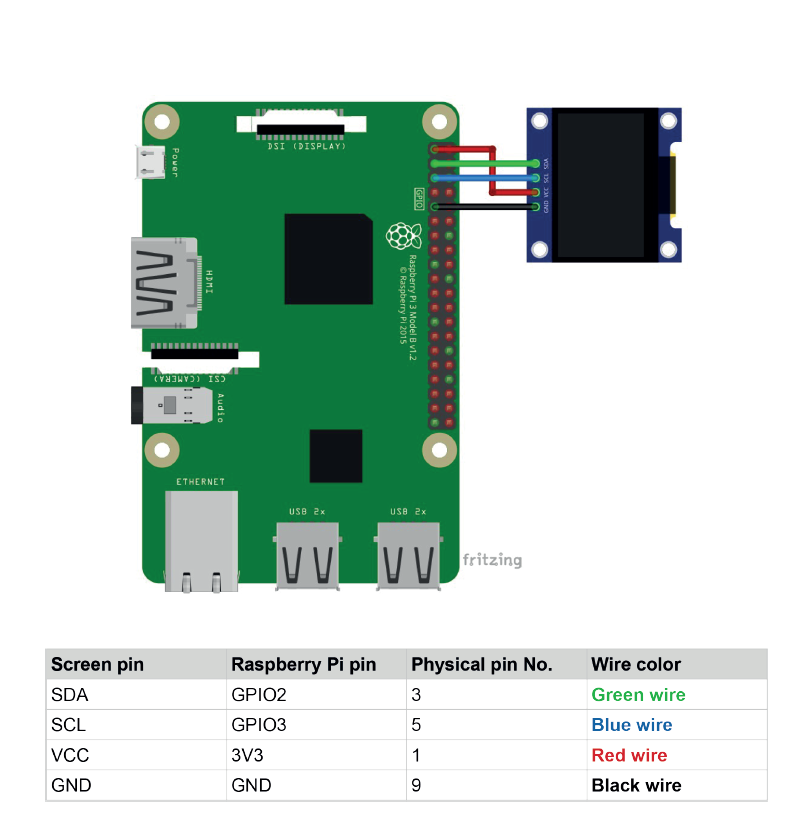 DSI (DISPLAY)
Power
SDA
SCL
VCC
GND
GPIO
HDMI
Raspberry Pi 3 Model B v1.2
© Raspberry Pi 2015
CSI (CAMERA)
Audio
ETHERNET
USB 2x
USB 2x
fritzing
Screen pin Raspberry Pi pin Physical pin No. Wire color
SDA GPIO2 3 Green wire
SCL GPIO3 5 Blue wire
VCC 3V3 1 Red wire
GND GND 9 Black wire